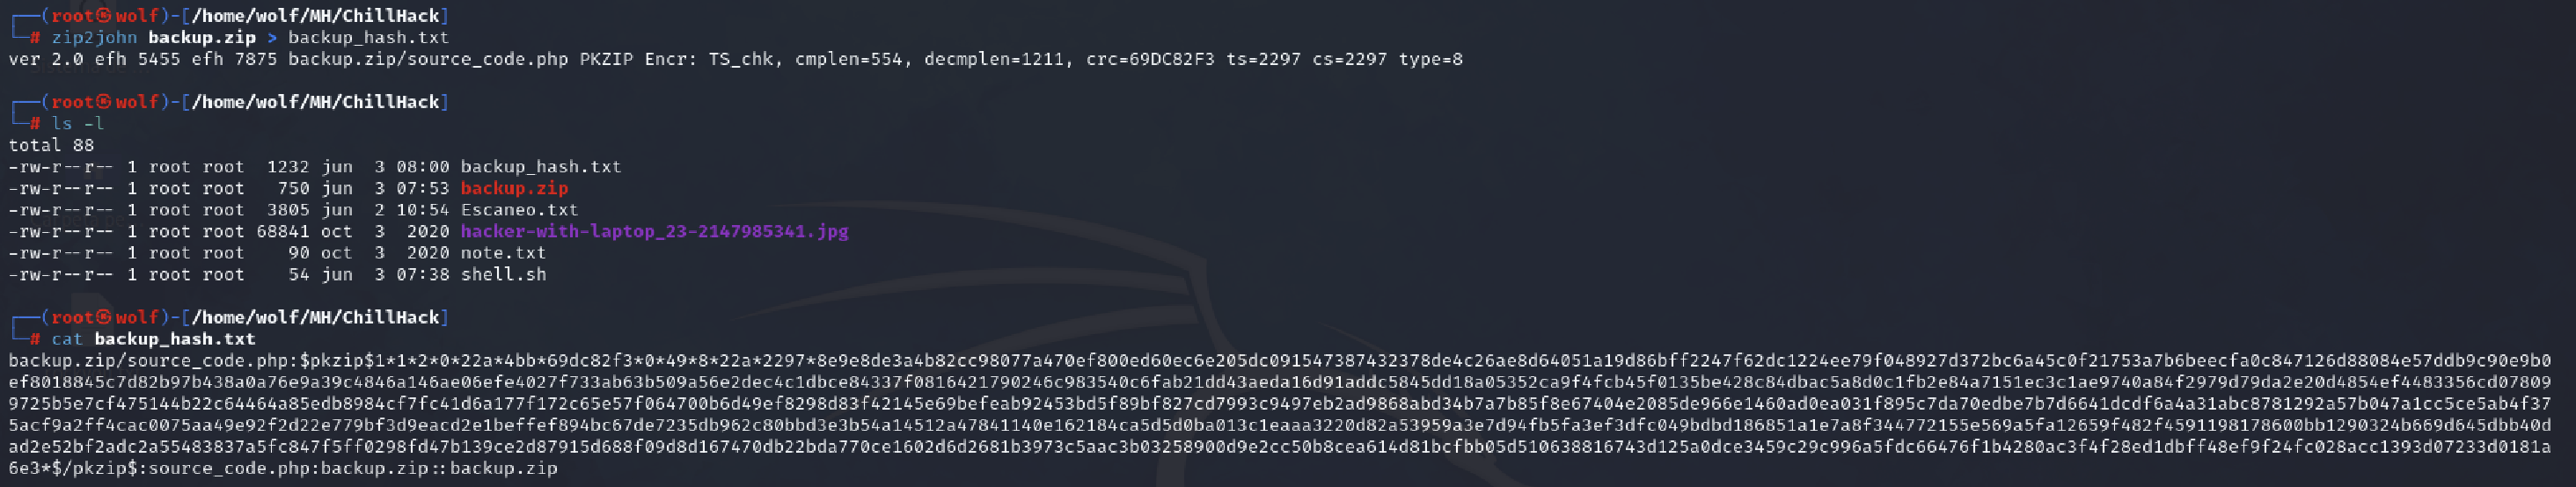 ┌──(root㉿wolf)-[/home/wolf/MH/ChillHack]
└─# zip2john backup.zip > backup_hash.txt
ver 2.0 efh 5455 efh 7875 backup.zip/source_code.php PKZIP Encr: TS_chk, cmplen=554, decmplen=1211, crc=69DC82F3 ts=2297 cs=2297 type=8
┌──(root㉿wolf)-[/home/wolf/MH/ChillHack]
└─# ls -l
total 88
-rw-r--r-- 1 root root 1232 jun 3 08:00 backup_hash.txt
-rw-r--r-- 1 root root 750 jun 3 07:53 backup.zip
-rw-r--r-- 1 root root 3805 jun 2 10:54 Escaneo.txt
-rw-r--r-- 1 root root 68841 oct 3 2020 hacker-with-laptop_23-2147985341.jpg
-rw-r--r-- 1 root root 90 oct 3 2020 note.txt
-rw-r--r-- 1 root root 54 jun 3 07:38 shell.sh
┌──(root㉿wolf)-[/home/wolf/MH/ChillHack]
└─# cat backup_hash.txt
backup.zip/source_code.php:$pkzip$1*1*2*0*22a*4bb*69dc82f3*0*49*8*22a*2297*8e9e8de3a4b82cc98077a470ef800ed60ec6e205dc091547387432378de4c26ae8d64051a19d86bff2247f62dc1224ee79f048927d372bc6a45c0f21753a7b6beecfa0c847126d88084e57ddb9c90e9b0
ef8018845c7d82b97b438a0a76e9a39c4846a146ae06efe4027f733ab63b509a56e2dec4c1dbce84337f0816421790246c983540c6fab21dd43aeda16d91addc5845dd18a05352ca9f4fcb45f0135be428c84dbac5a8d0c1fb2e84a7151ec3c1ae9740a84f2979d79da2e20d4854ef4483356cd07809
9725b5e7cf475144b22c64464a85edb8984cf7fc41d6a177f172c65e57f064700b6d49ef8298d83f42145e69befeab92453bd5f89bf827cd7993c9497eb2ad9868abd34b7a7b85f8e67404e2085de966e1460ad0ea031f895c7da70edbe7b7d6641dcdf6a4a31abc8781292a57b047a1cc5ce5ab4f37
5acf9a2ff4cac0075aa49e92f2d22e779bf3d9eacd2e1beffef894bc67de7235db962c80bbd3e3b54a14512a47841140e162184ca5d5d0ba013c1eaaa3220d82a53959a3e7d94fb5fa3ef3dfc049bdbd186851a1e7a8f344772155e569a5fa12659f482f4591198178600bb1290324b669d645dbb40d
ad2e52bf2adc2a55483837a5fc847f5ff0298fd47b139ce2d87915d688f09d8d167470db22bda770ce1602d6d2681b3973c5aac3b03258900d9e2cc50b8cea614d81bcfbb05d510638816743d125a0dce3459c29c996a5fdc66476f1b4280ac3f4f28ed1dbff48ef9f24fc028acc1393d07233d0181a
6e3*$/pkzip$:source_code.php:backup.zip::backup.zip